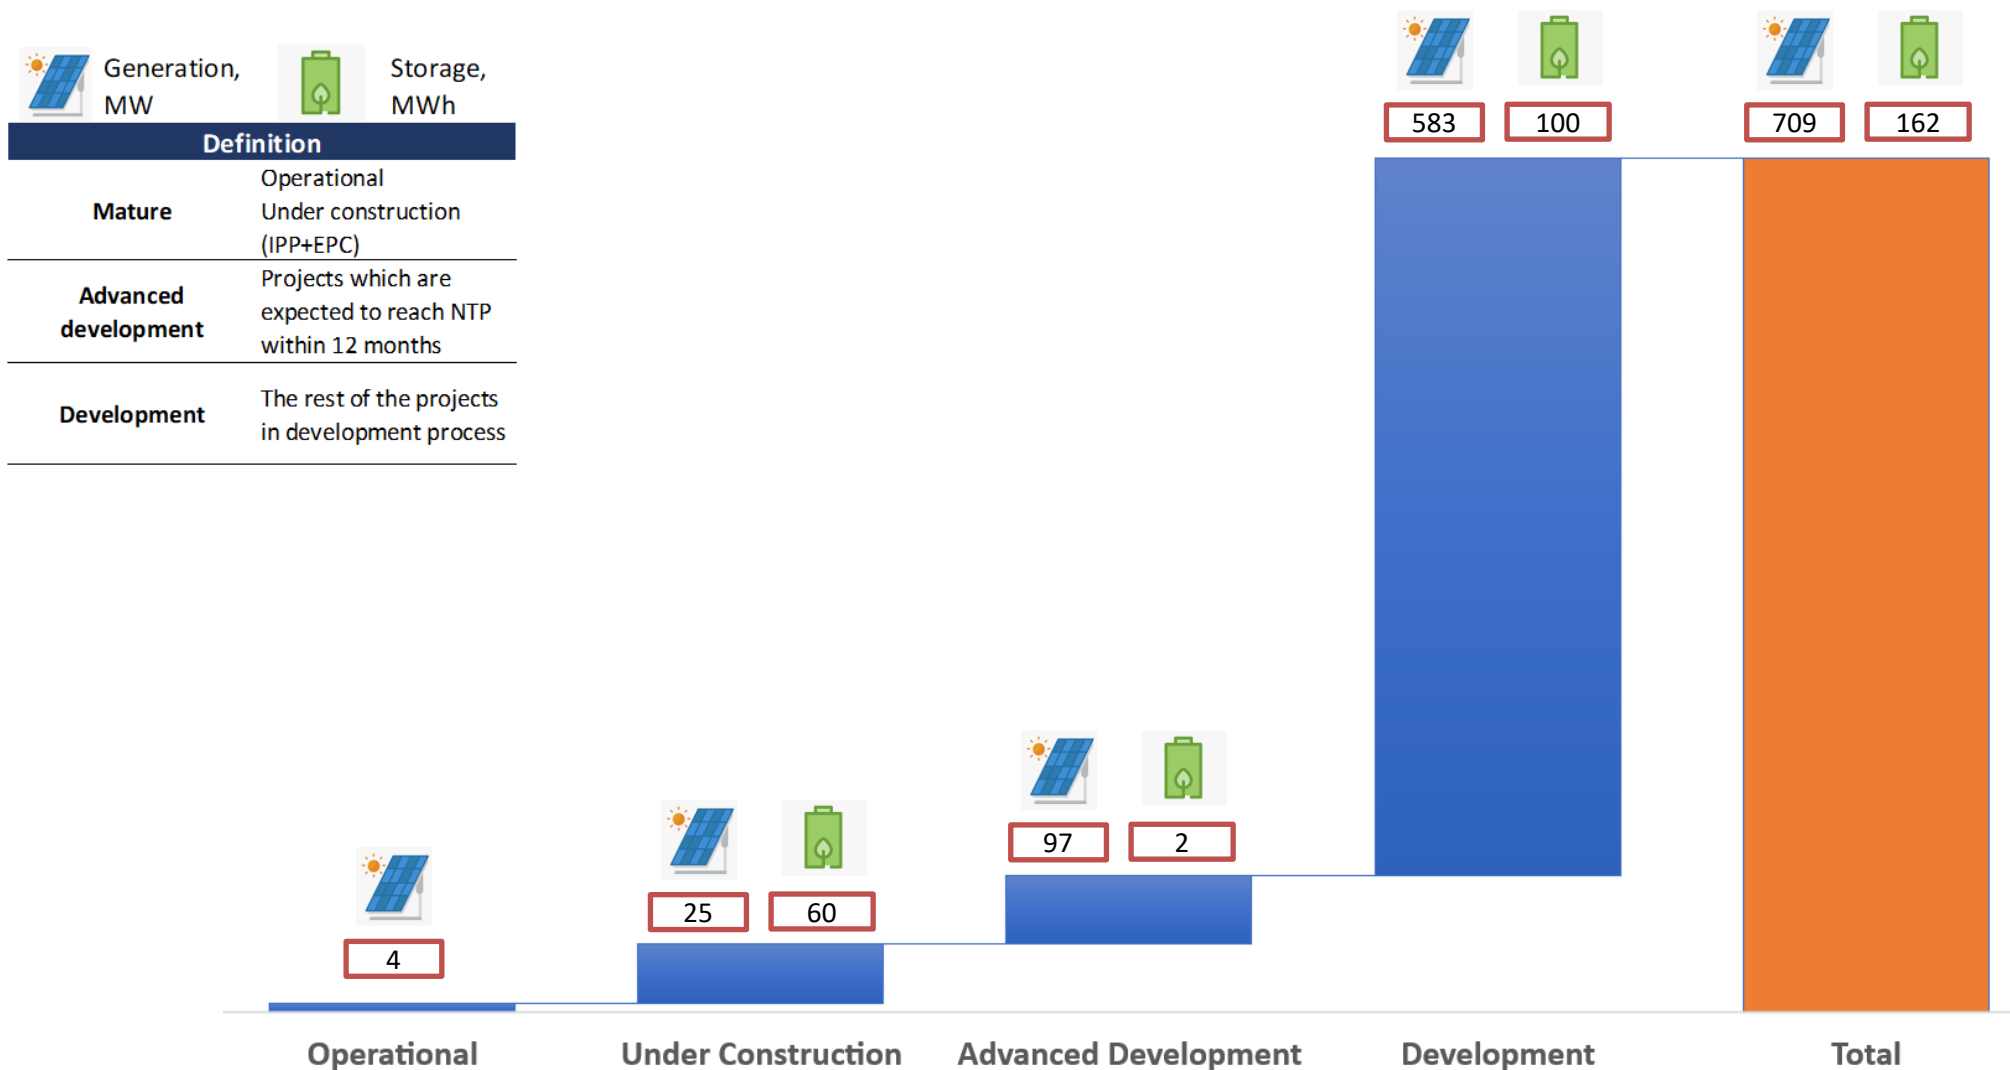 Generation,
MW
Storage,
MWh
Definition
Mature
Operational
Under construction
(IPP+EPC)
Advanced
development
Projects which are
expected to reach NTP
within 12 months
Development
The rest of the projects
in development process
583
100
709
162
97
2
25
60
4
Operational
Under Construction
Advanced Development
Development
Total